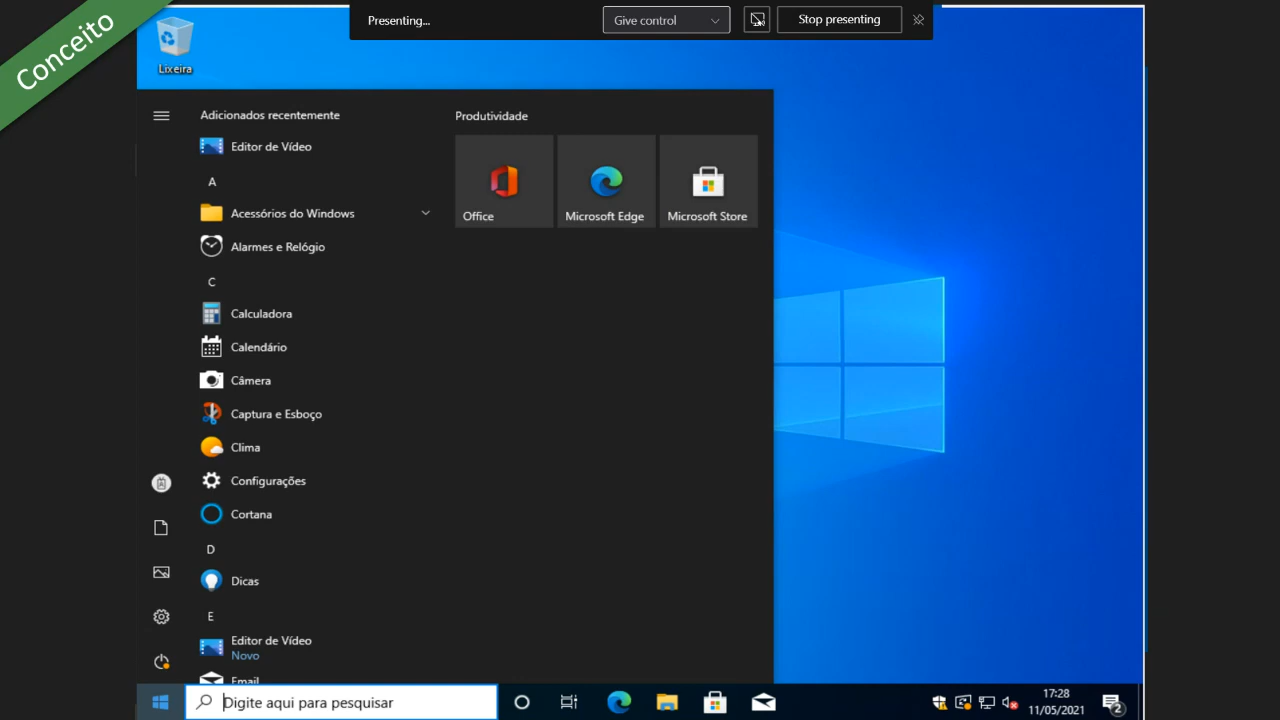 Conceito
Presenting...
Give control
Stop presenting
Lixeira
Adicionados recentemente
Editor de Vídeo
A
Acessórios do Windows
Alarmes e Relógio
C
Calculadora
Calendário
Câmera
Captura e Esboço
Clima
Configurações
Cortana
D
Dicas
E
Editor de Vídeo
Novo
Email
Produtividade
Office
Microsoft Edge
Microsoft Store
Digite aqui para pesquisar
17:28
11/05/2021
2